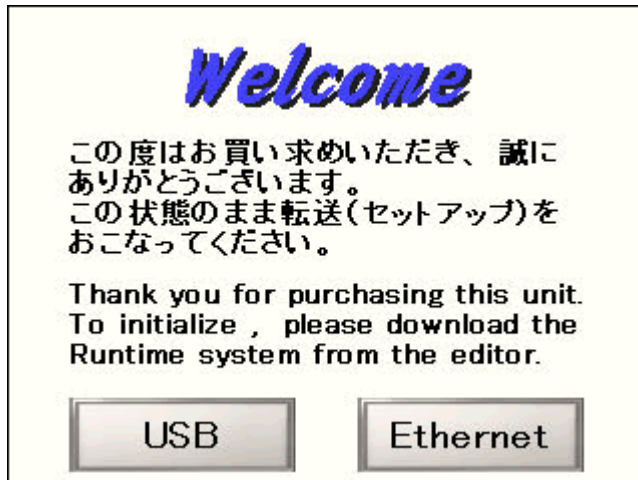 Welcome
この度はお買い求めいただき、誠に
ありがとうございます。
この状態のまま転送(セットアップ)を
おこなってください。
Thank you for purchasing this unit.
To initialize , please download the
Runtime system from the editor.
USB
Ethernet